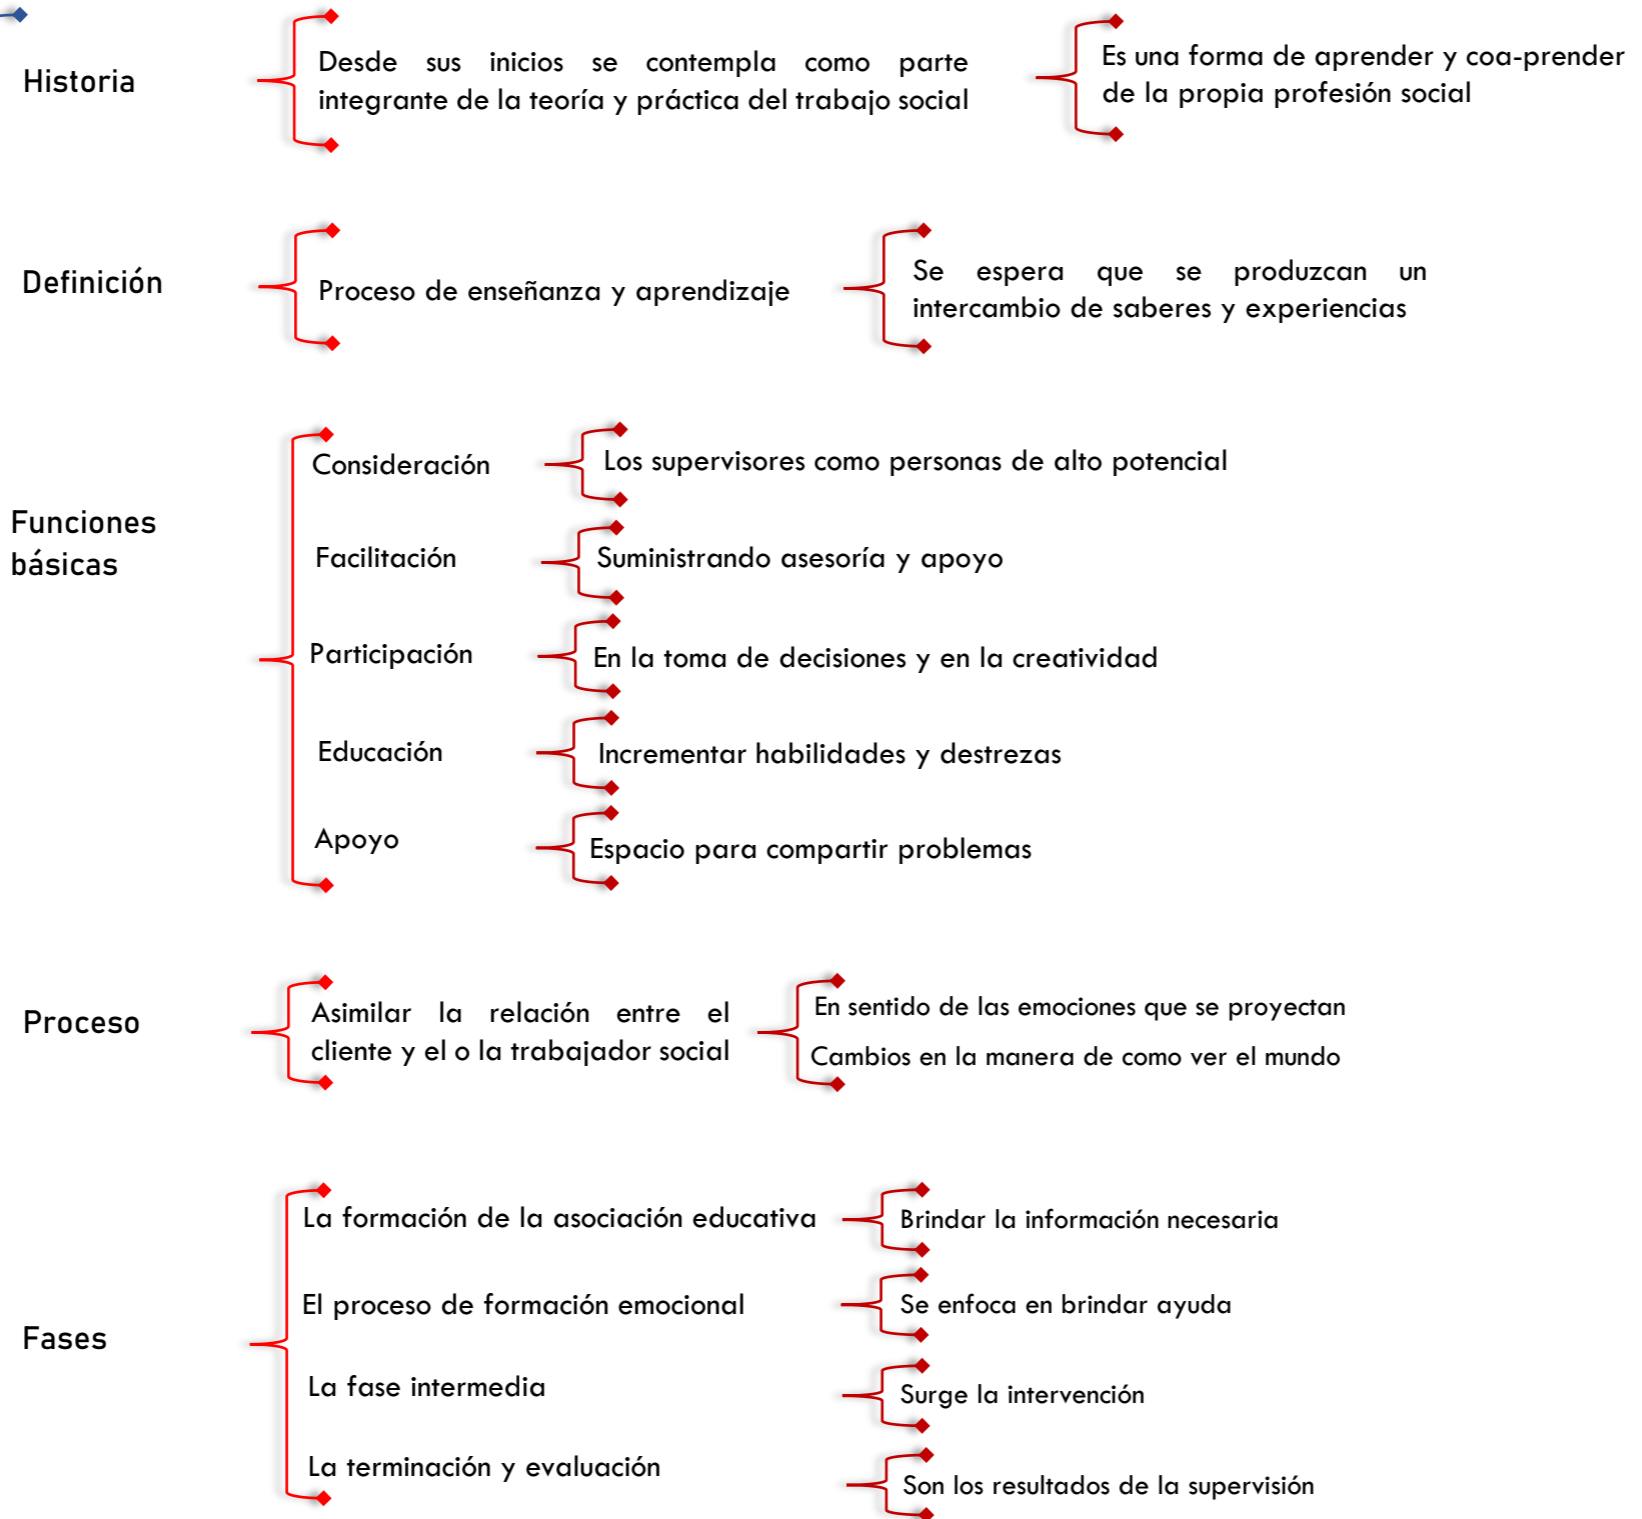 Historia
Desde sus inicios se contempla como parte
integrante de la teoría y práctica del trabajo social
Es una forma de aprender y coa-prender
de la propia profesión social
Definición
Proceso de enseñanza y aprendizaje
Se espera que se produzcan un
intercambio de saberes y experiencias
Funciones
básicas
Consideración
Los supervisores como personas de alto potencial
Facilitación
Suministrando asesoría y apoyo
Participación
En la toma de decisiones y en la creatividad
Educación
Incrementar habilidades y destrezas
Apoyo
Espacio para compartir problemas
Proceso
Asimilar la relación entre el
cliente y el o la trabajador social
En sentido de las emociones que se proyectan
Cambios en la manera de como ver el mundo
Fases
La formación de la asociación educativa
Brindar la información necesaria
El proceso de formación emocional
Se enfoca en brindar ayuda
La fase intermedia
Surge la intervención
La terminación y evaluación
Son los resultados de la supervisión